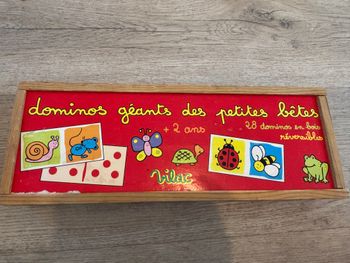 dominos géants des petites bêtes
+ 2 ans
28 dominos en bois
réversibles
Vilac